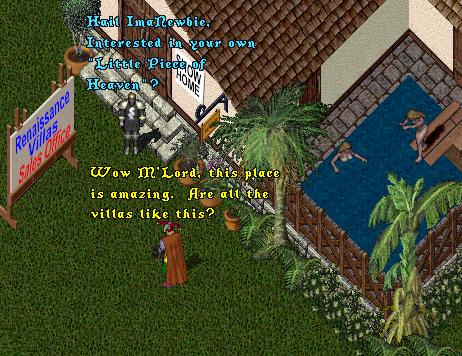 Hail ImaNewbie,
Interested in your own
"Little Piece of
Heaven"?
HOME
Renaissance
Villas
Sales Office
Wow M'Lord, this place
is amazing. Are all the
villas like this?